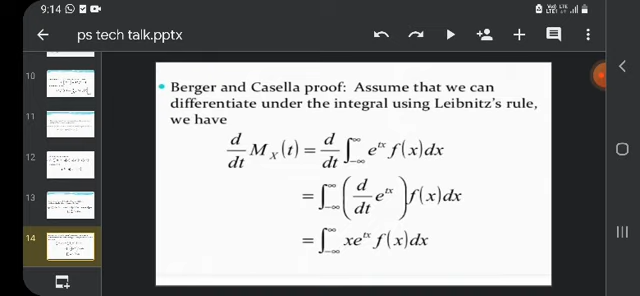 9:14
ps tech talk.pptx
10
11
12
13
14
• Berger and Casella proof: Assume that we can
differentiate under the integral using Leibnitz's rule,
we have
d/dt M_X(t) = d/dt ∫_{-∞}^{∞} e^{tx} f(x)dx
= ∫_{-∞}^{∞} (d/dt e^{tx}) f(x)dx
= ∫_{-∞}^{∞} xe^{tx} f(x)dx